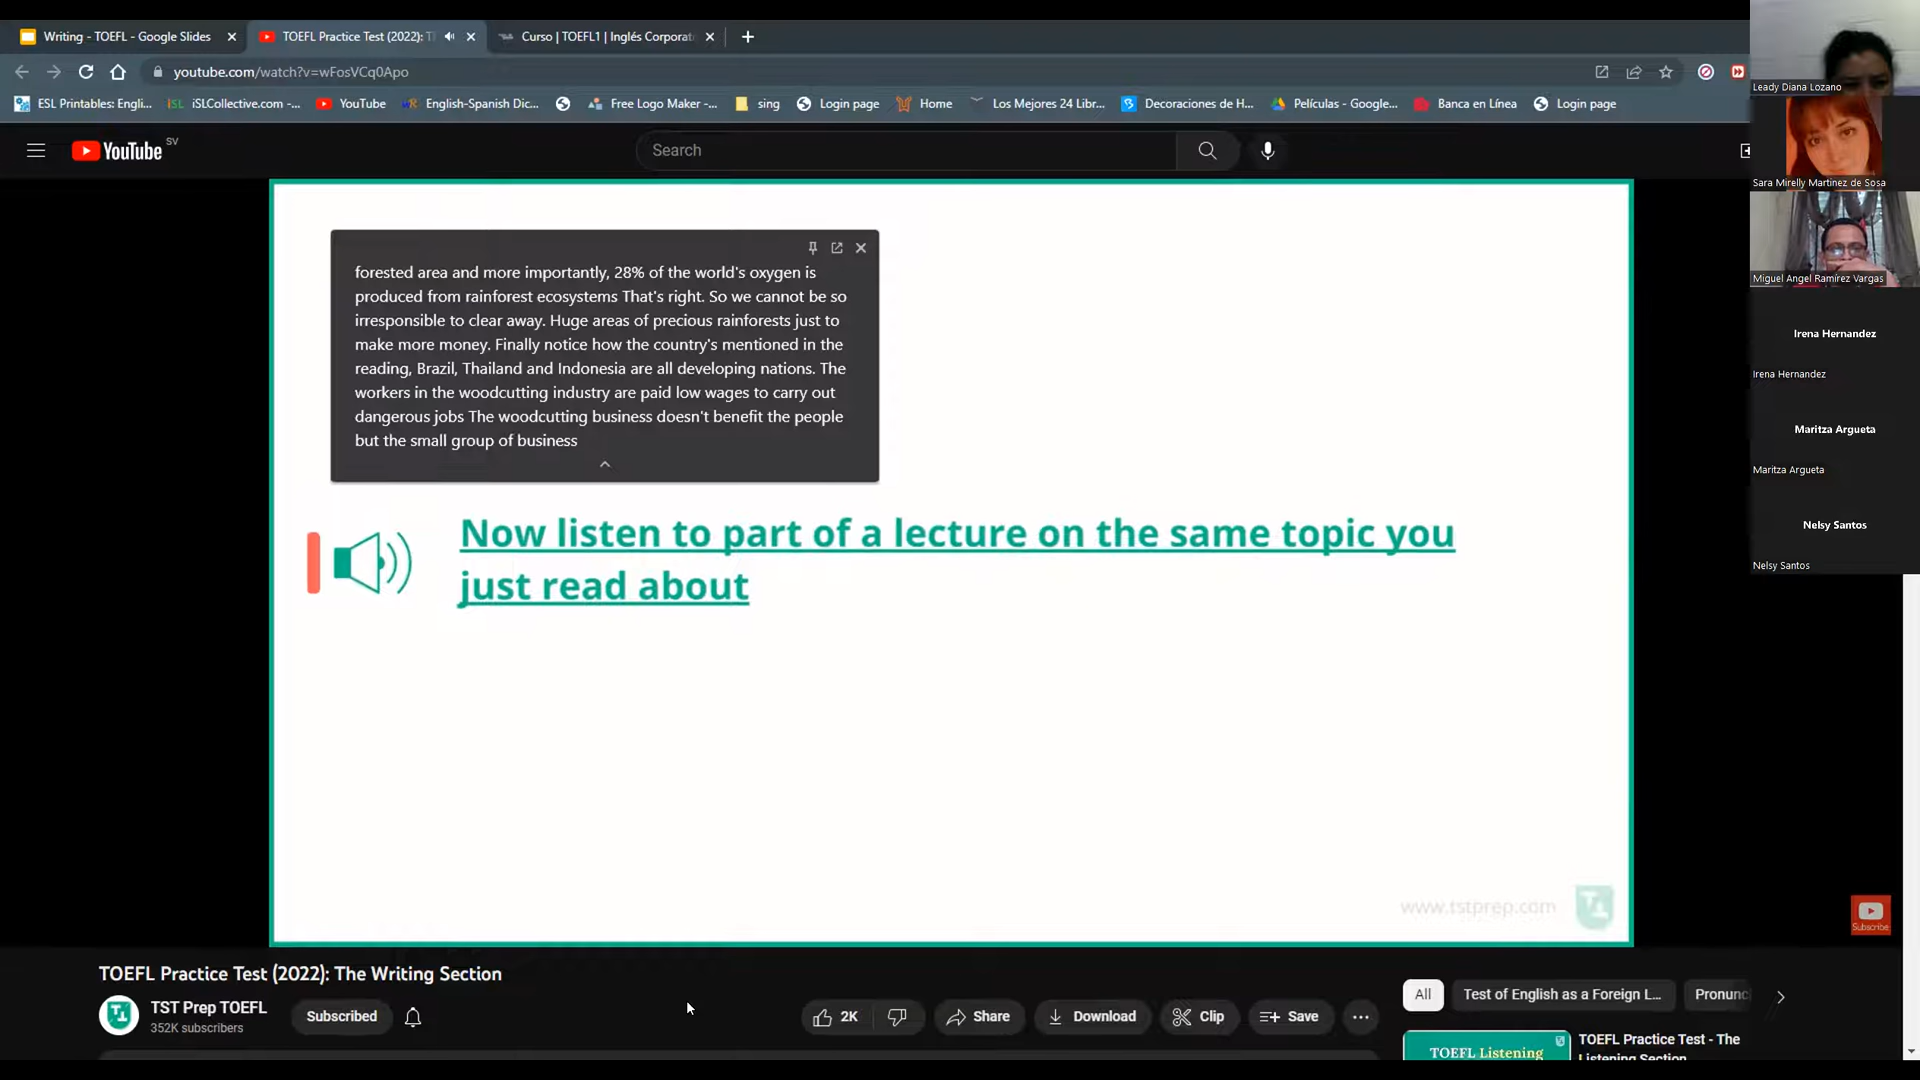 Writing - TOEFL - Google Slides
TOEFL Practice Test (2022): T
Curso | TOEFL1 | Inglés Corporat
youtube.com/watch?v=wFosVCq0Apo
ESL Printables: Engli...
iSLCollective.com -...
YouTube
English-Spanish Dic...
Free Logo Maker -...
sing
Login page
Home
Los Mejores 24 Libr...
Decoraciones de H...
Películas - Google...
Banca en Línea
Login page
YouTube SV
Search
forested area and more importantly, 28% of the world's oxygen is
produced from rainforest ecosystems That's right. So we cannot be so
irresponsible to clear away. Huge areas of precious rainforests just to
make more money. Finally notice how the country's mentioned in the
reading, Brazil, Thailand and Indonesia are all developing nations. The
workers in the woodcutting industry are paid low wages to carry out
dangerous jobs The woodcutting business doesn't benefit the people
but the small group of business
Now listen to part of a lecture on the same topic you
just read about
www.tstprep.com
Subscribe
Leady Diana Lozano
Sara Mirelly Martinez de Sosa
Miguel Angel Ramírez Vargas
Irena Hernandez
Irena Hernandez
Maritza Argueta
Maritza Argueta
Nelsy Santos
Nelsy Santos
TOEFL Practice Test (2022): The Writing Section
TST Prep TOEFL
352K subscribers
Subscribed
2K
Share
Download
Clip
Save
All
Test of English as a Foreign L...
Pronunc
TOEFL Listening
TOEFL Practice Test - The
Listening Section